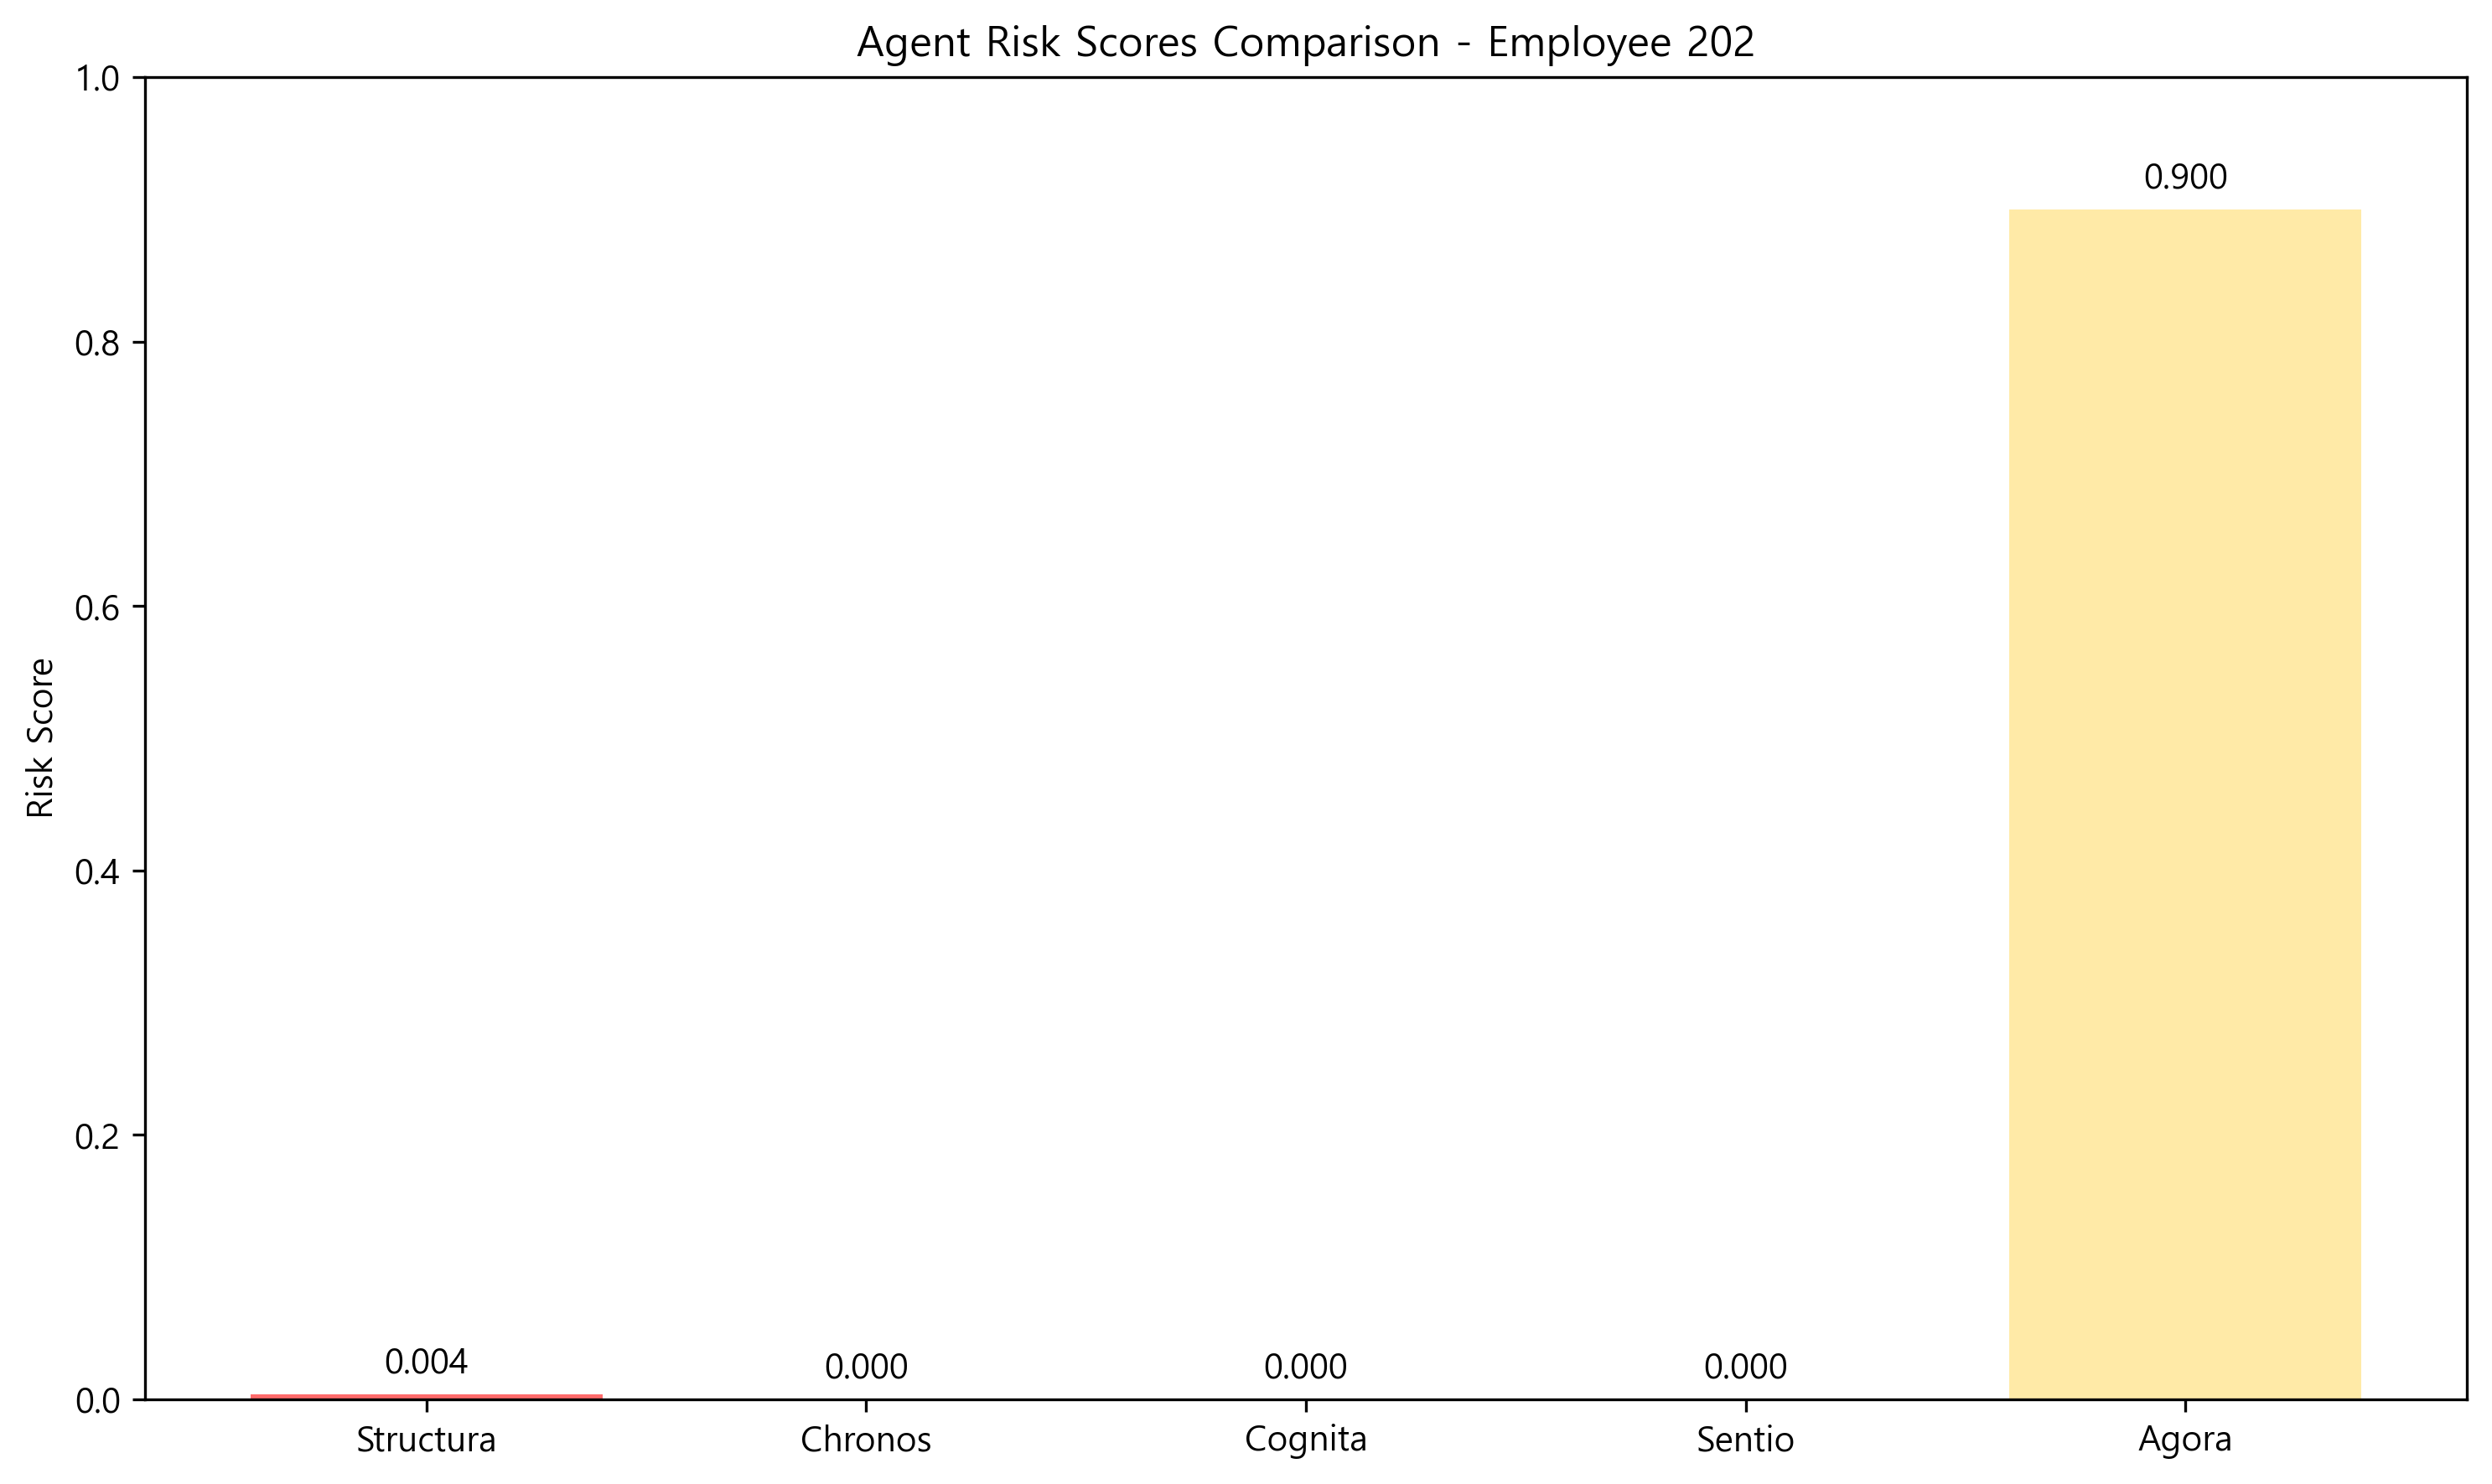 Agent Risk Scores Comparison - Employee 202
1.0
0.8
0.6
0.4
0.2
0.0
Risk Score
0.004
0.000
0.000
0.000
0.900
Structura
Chronos
Cognita
Sentio
Agora